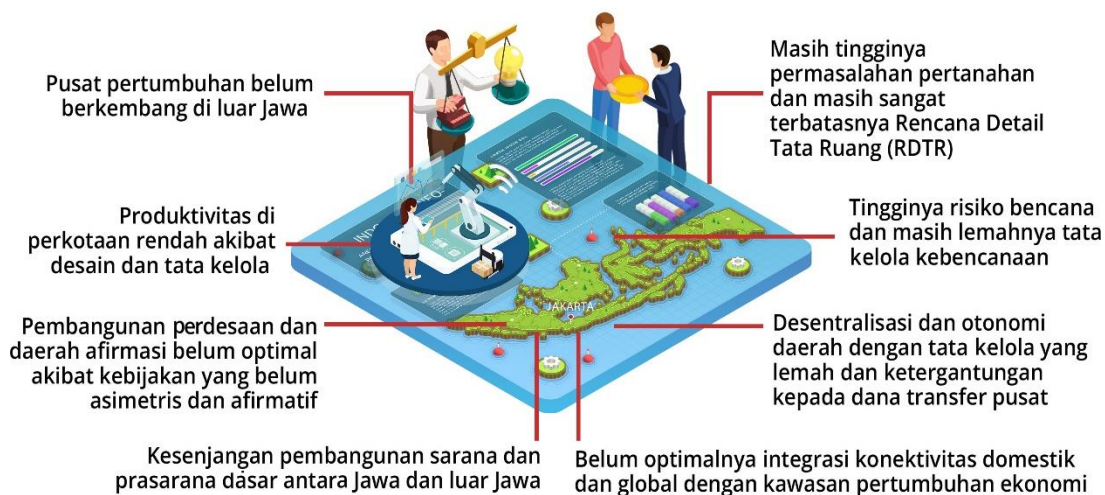 Pusat pertumbuhan belum
berkembang di luar Jawa
Produktivitas di
perkotaan rendah akibat
desain dan tata kelola
Pembangunan perdesaan dan
daerah afirmasi belum optimal
akibat kebijakan yang belum
asimetris dan afirmatif
Kesenjangan pembangunan sarana dan
prasarana dasar antara Jawa dan luar Jawa
Masih tingginya
permasalahan pertanahan
dan masih sangat
terbatasnya Rencana Detail
Tata Ruang (RDTR)
Tingginya risiko bencana
dan masih lemahnya tata
kelola kebencanaan
Desentralisasi dan otonomi
daerah dengan tata kelola yang
lemah dan ketergantungan
kepada dana transfer pusat
Belum optimalnya integrasi konektivitas domestik
dan global dengan kawasan pertumbuhan ekonomi
JAKARTA